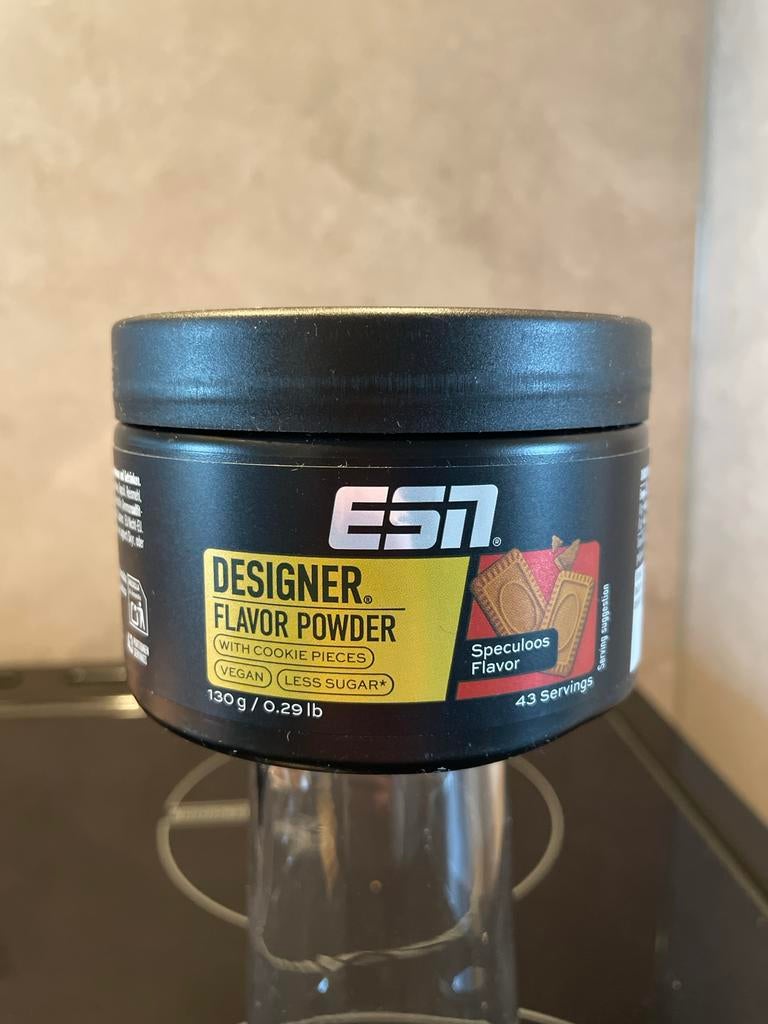 ESN®
DESIGNER®
FLAVOR POWDER
WITH COOKIE PIECES
VEGAN
LESS SUGAR*
130 g / 0.29 lb
Speculoos
Flavor
43 Servings
Serving suggestion